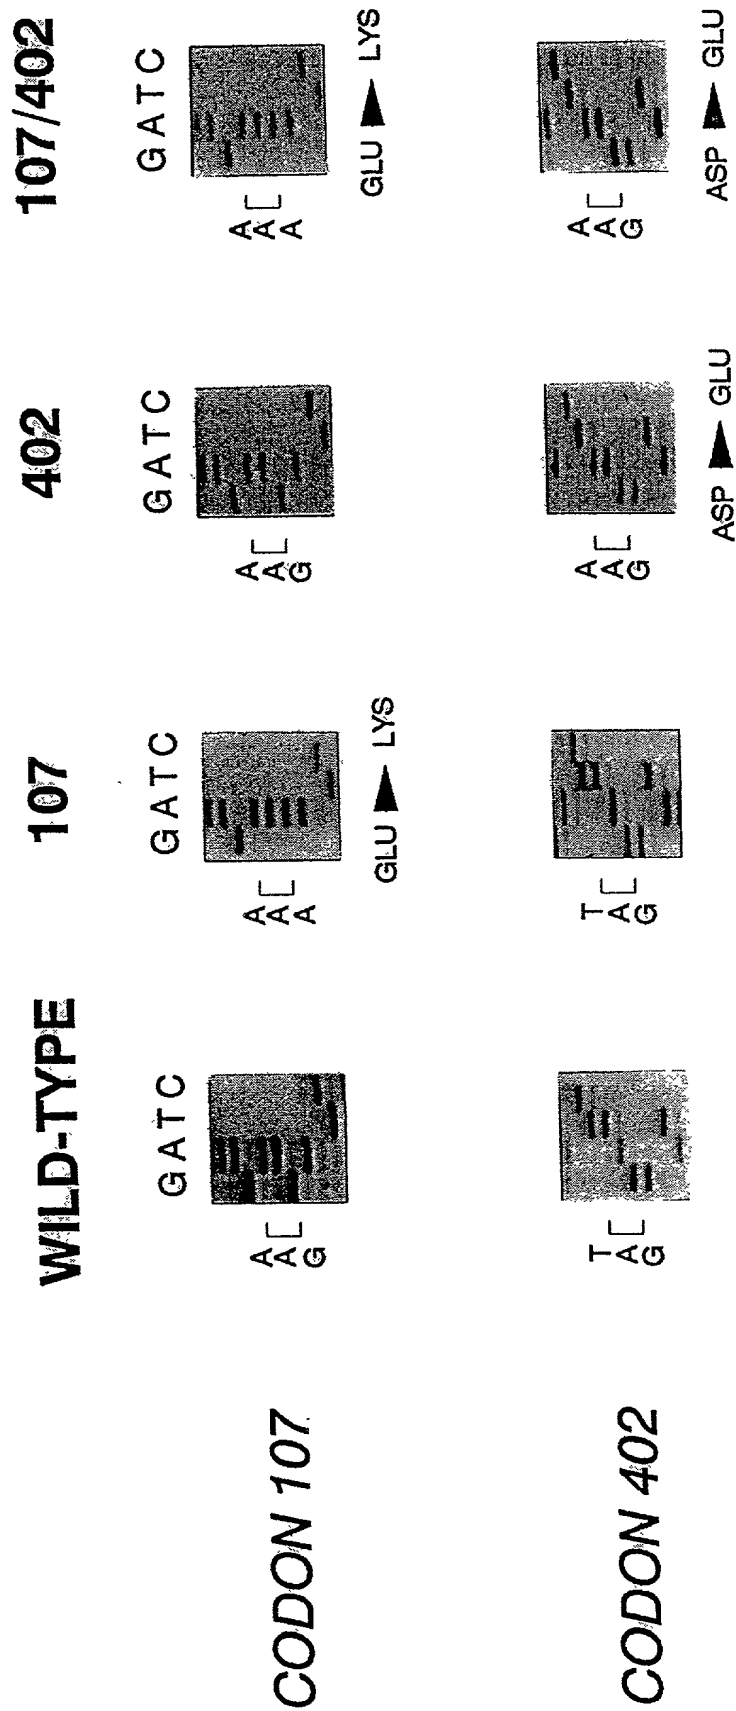 WILD-TYPE 107 402 107/402
GATC GATC GATC GATC
CODON 107
A A A A
A A A A
G A G A
GLU ▶ LYS GLU ▶ LYS
CODON 402
T T A A
A A A A
G G G G
ASP ▶ GLU ASP ▶ GLU